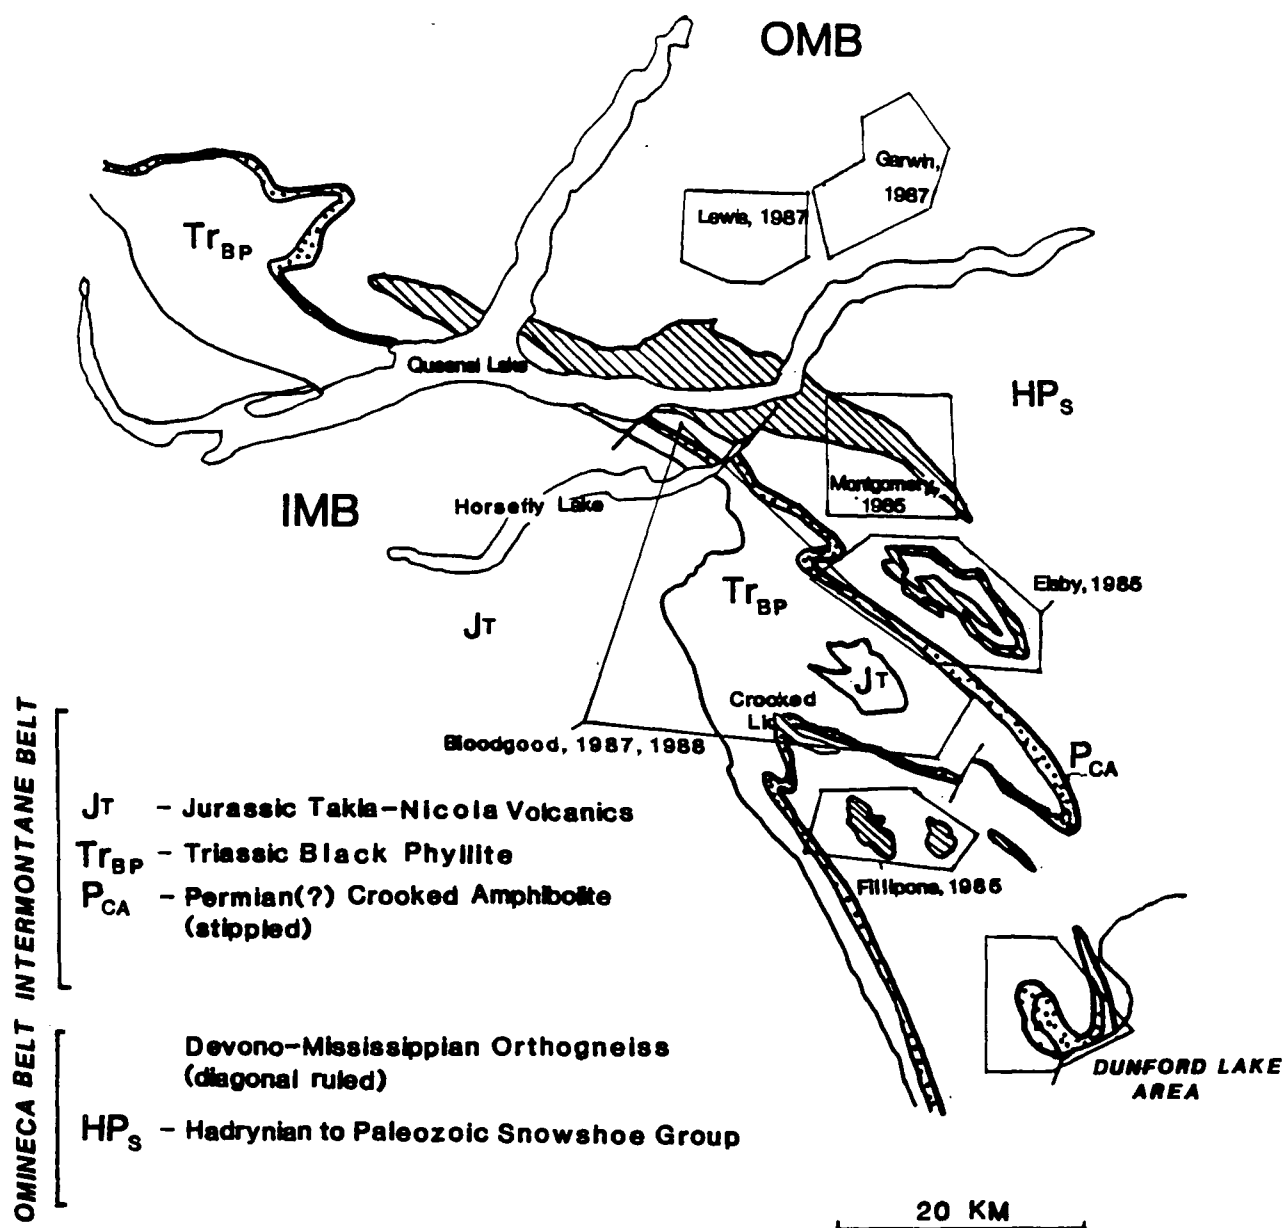 OMB
Garwin,
1987
Lewis, 1987
TrBP
Quesnel Lake
HPS
Montgomery,
1985
IMB
Horsefly Lake
Elsby, 1985
TrBP
JT
JT
Crooked
Bloodgood, 1987, 1988
PCA
Fillipone, 1985
OMINECA BELT INTERMONTANE BELT
JT - Jurassic Takla-Nicola Volcanics
TrBP - Triassic Black Phyllite
PCA - Permian(?) Crooked Amphibolite
(stippled)
Devono-Mississippian Orthogneiss
(diagonal ruled)
HPS - Hadrynian to Paleozoic Snowshoe Group
DUNFORD LAKE
AREA
20 KM